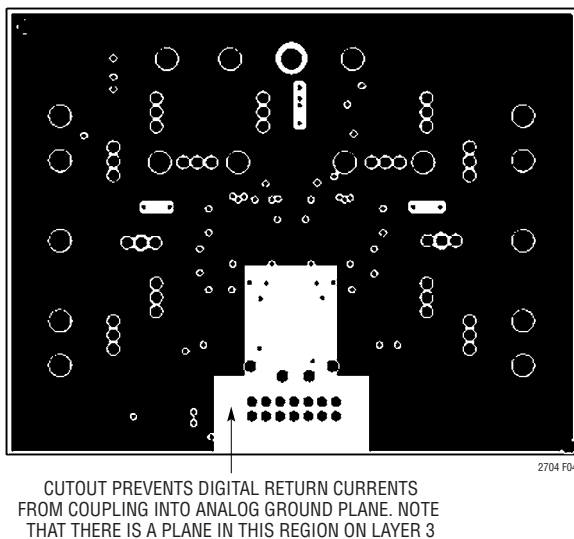 2704 F04
CUTOUT PREVENTS DIGITAL RETURN CURRENTS
FROM COUPLING INTO ANALOG GROUND PLANE. NOTE
THAT THERE IS A PLANE IN THIS REGION ON LAYER 3